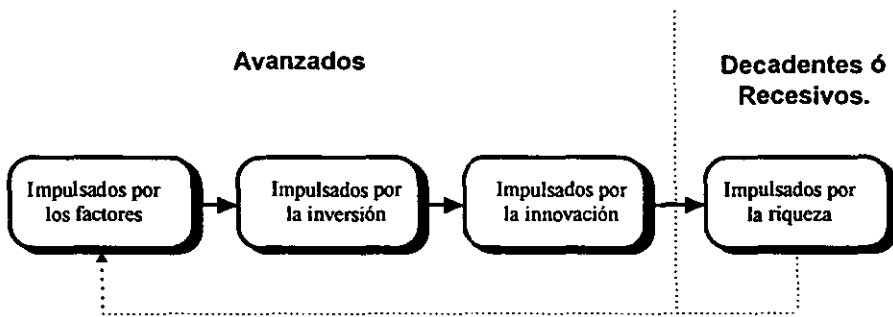 Avanzados
Decadentes ó
Recesivos.
Impulsados por
los factores
Impulsados por
la inversión
Impulsados por
la innovación
Impulsados por
la riqueza